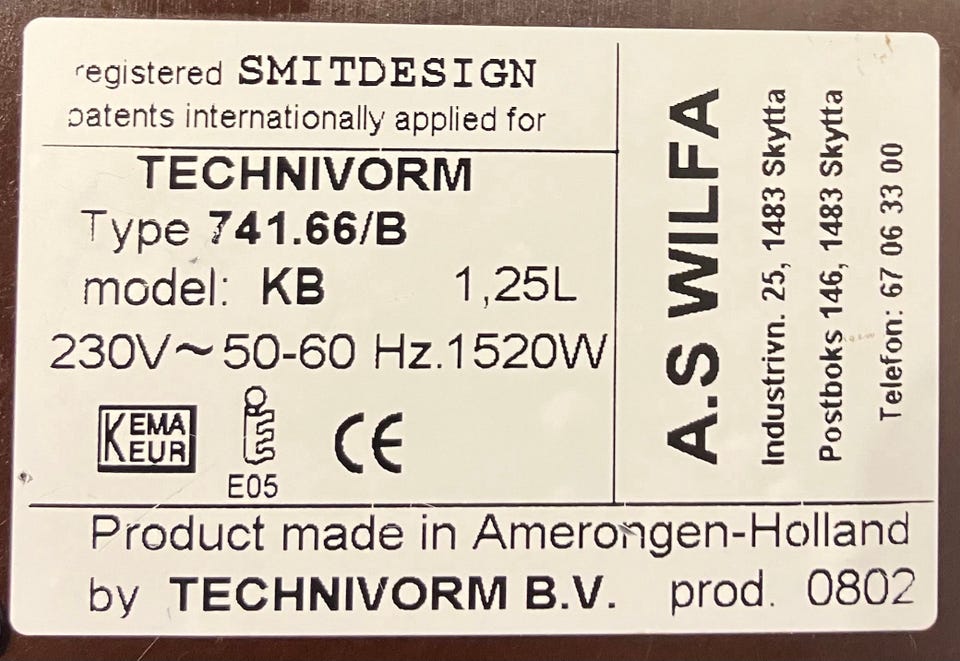 registered SMITDESIGN
patents internationally applied for
TECHNIVORM
Type 741.66/B
model: KB 1,25L
230V~50-60 Hz.1520W
KEMA
KEUR
E05
CE
A.S WILFA
Industrivn. 25, 1483 Skytta
Postboks 146, 1483 Skytta
Telefon: 67 06 33 00
Product made in Amerongen-Holland
by TECHNIVORM B.V. prod. 0802